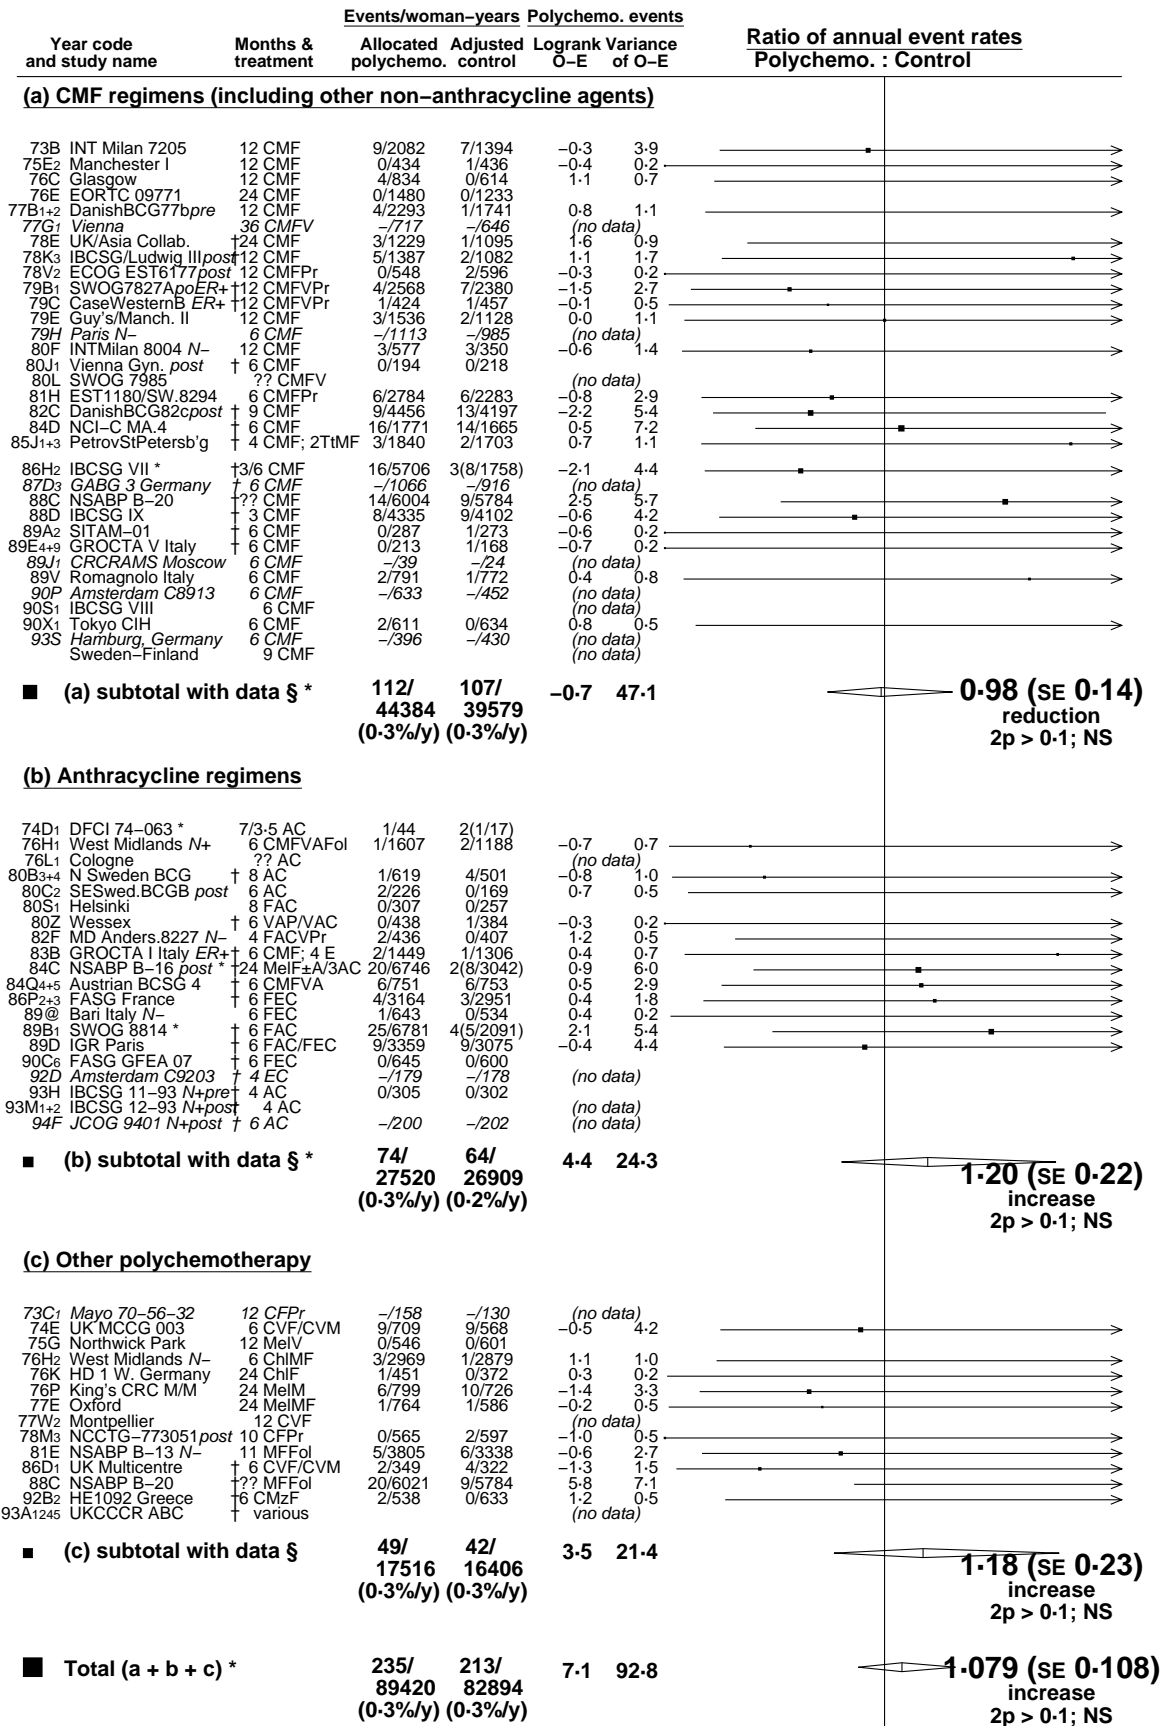 Events/woman−years Polychemo. events
Year code and study name Months & treatment Allocated polychemo. Adjusted control Logrank O−E Variance of O−E Ratio of annual event rates Polychemo. : Control
(a) CMF regimens (including other non−anthracycline agents)
73B INT Milan 7205 12 CMF 9/2082 7/1394 −0·3 3·9
75E2 Manchester I 12 CMF 0/434 1/436 −0·4 0·2
76C Glasgow 12 CMF 4/834 0/614 1·1 0·7
76E EORTC 09771 24 CMF 0/1480 0/1233
77B1+2 DanishBCG77bpre 12 CMF 4/2293 1/1741 0·8 1·1
77G1 Vienna 36 CMFV −/717 −/646 (no data)
78E UK/Asia Collab. †24 CMF 3/1229 1/1095 1·6 0·9
78K3 IBCSG/Ludwig IIIpost†12 CMF 5/1387 2/1082 1·1 1·7
78V2 ECOG EST6177post 12 CMFPr 0/548 2/596 −0·3 0·2
79B1 SWOG7827ApoER+†12 CMFVPr 4/2568 7/2380 −1·5 2·7
79C CaseWesternB ER+ †12 CMFVPr 1/424 1/457 −0·1 0·5
79E Guy's/Manch. II 12 CMF 3/1536 2/1128 0·0 1·1
79H Paris N− 6 CMF −/1113 −/985 (no data)
80F INTMilan 8004 N− 12 CMF 3/577 3/350 −0·6 1·4
80J1 Vienna Gyn. post † 6 CMF 0/194 0/218
80L SWOG 7985 ?? CMFV (no data)
81H EST1180/SW.8294 6 CMFPr 6/2784 6/2283 −0·8 2·9
82C DanishBCG82cpost † 9 CMF 9/4456 13/4197 −2·2 5·4
84D NCI−C MA.4 † 6 CMF 16/1771 14/1665 0·5 7·2
85J1+3 PetrovStPetersb'g † 4 CMF; 2TtMF 3/1840 2/1703 0·7 1·1
86H2 IBCSG VII * †3/6 CMF 16/5706 3(8/1758) −2·1 4·4
87D3 GABG 3 Germany † 6 CMF −/1066 −/916 (no data)
88C NSABP B−20 †?? CMF 14/6004 9/5784 2·5 5·7
88D IBCSG IX † 3 CMF 8/4335 9/4102 −0·6 4·2
89A2 SITAM−01 † 6 CMF 0/287 1/273 −0·6 0·2
89E4+9 GROCTA V Italy † 6 CMF 0/213 1/168 −0·7 0·2
89J1 CRCRAMS Moscow 6 CMF −/39 −/24 (no data)
89V Romagnolo Italy 6 CMF 2/791 1/772 0·4 0·8
90P Amsterdam C8913 6 CMF −/633 −/452 (no data)
90S1 IBCSG VIII 6 CMF (no data)
90X1 Tokyo CIH 6 CMF 2/611 0/634 0·8 0·5
93S Hamburg, Germany 6 CMF −/396 −/430 (no data)
Sweden−Finland 9 CMF (no data)
(a) subtotal with data § * 112/ 107/ −0·7 47·1 0·98 (SE 0·14)
44384 39579 reduction
(0·3%/y) (0·3%/y) 2p > 0·1; NS
(b) Anthracycline regimens
74D1 DFCI 74−063 * 7/3·5 AC 1/44 2(1/17)
76H1 West Midlands N+ 6 CMFVAFol 1/1607 2/1188 −0·7 0·7
76L1 Cologne ?? AC (no data)
80B3+4 N Sweden BCG † 8 AC 1/619 4/501 −0·8 1·0
80C2 SESwed.BCGB post 6 AC 2/226 0/169 0·7 0·5
80S1 Helsinki 8 FAC 0/307 0/257
80Z Wessex † 6 VAP/VAC 0/438 1/384 −0·3 0·2
82F MD Anders.8227 N− 4 FACVPr 2/436 0/407 1·2 0·5
83B GROCTA I Italy ER+† 6 CMF; 4 E 2/1449 1/1306 0·4 0·7
84C NSABP B−16 post * †24 MelF±A/3AC 20/6746 2(8/3042) 0·9 6·0
84Q4+5 Austrian BCSG 4 † 6 CMFVA 6/751 6/753 0·5 2·9
86P2+3 FASG France † 6 FEC 4/3164 3/2951 0·4 1·8
89@ Bari Italy N− 6 FEC 1/643 0/534 0·4 0·2
89B1 SWOG 8814 * † 6 FAC 25/6781 4(5/2091) 2·1 5·4
89D IGR Paris † 6 FAC/FEC 9/3359 9/3075 −0·4 4·4
90C6 FASG GFEA 07 † 6 FEC 0/645 0/600
92D Amsterdam C9203 † 4 EC −/179 −/178 (no data)
93H IBCSG 11−93 N+pre† 4 AC 0/305 0/302
93M1+2 IBCSG 12−93 N+post† 4 AC (no data)
94F JCOG 9401 N+post † 6 AC −/200 −/202 (no data)
(b) subtotal with data § * 74/ 64/ 4·4 24·3 1·20 (SE 0·22)
27520 26909 increase
(0·3%/y) (0·2%/y) 2p > 0·1; NS
(c) Other polychemotherapy
73C1 Mayo 70−56−32 12 CFPr −/158 −/130 (no data)
74E UK MCCG 003 6 CVF/CVM 9/709 9/568 −0·5 4·2
75G Northwick Park 12 MelV 0/546 0/601
76H2 West Midlands N− 6 ChlMF 3/2969 1/2879 1·1 1·0
76K HD 1 W. Germany 24 ChlF 1/451 0/372 0·3 0·2
76P King's CRC M/M 24 MelM 6/799 10/726 −1·4 3·3
77E Oxford 24 MelMF 1/764 1/586 −0·2 0·5
77W2 Montpellier 12 CVF (no data)
78M3 NCCTG−773051post 10 CFPr 0/565 2/597 −1·0 0·5
81E NSABP B−13 N− 11 MFFol 5/3805 6/3338 −0·6 2·7
86D1 UK Multicentre † 6 CVF/CVM 2/349 4/322 −1·3 1·5
88C NSABP B−20 †?? MFFol 20/6021 9/5784 5·8 7·1
92B2 HE1092 Greece †6 CMzF 2/538 0/633 1·2 0·5
93A1245 UKCCCR ABC † various (no data)
(c) subtotal with data § 49/ 42/ 3·5 21·4 1·18 (SE 0·23)
17516 16406 increase
(0·3%/y) (0·3%/y) 2p > 0·1; NS
Total (a + b + c) * 235/ 213/ 7·1 92·8 1·079 (SE 0·108)
89420 82894 increase
(0·3%/y) (0·3%/y) 2p > 0·1; NS